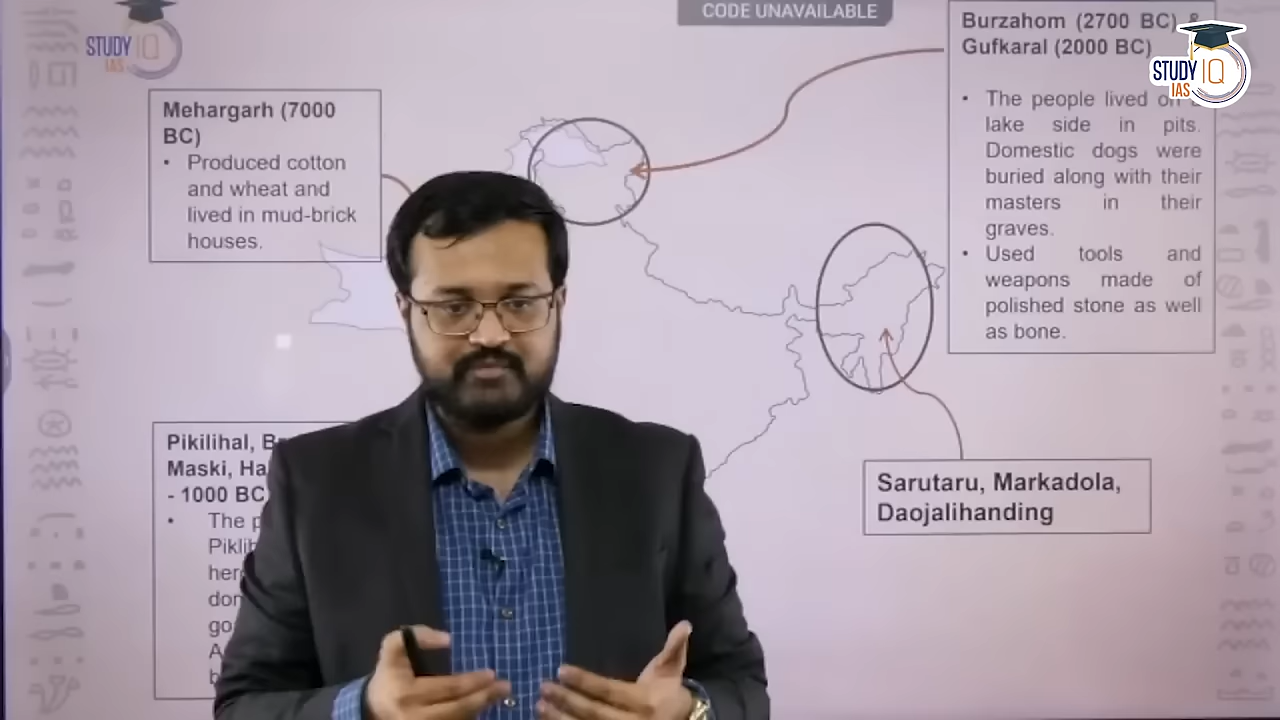 CODE UNAVAILABLE
STUDY IQ
IAS
Burzahom (2700 BC) &
Gufkaral (2000 BC)
STUDY IQ
IAS
• The people lived on a
lake side in pits.
Domestic dogs were
buried along with their
masters in their
graves.
• Used tools and
weapons made of
polished stone as well
as bone.
Mehargarh (7000
BC)
• Produced cotton
and wheat and
lived in mud-brick
houses.
Pikilihal,
Maski,
- 1000 BC
• The
Sarutaru, Markadola,
Daojalihanding